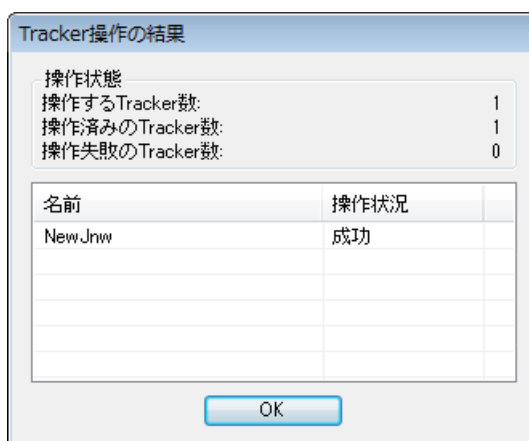 Tracker操作の結果
操作状態
操作するTracker数: 1
操作済みのTracker数: 1
操作失敗のTracker数: 0
名前 操作状況
NewJnw 成功
OK